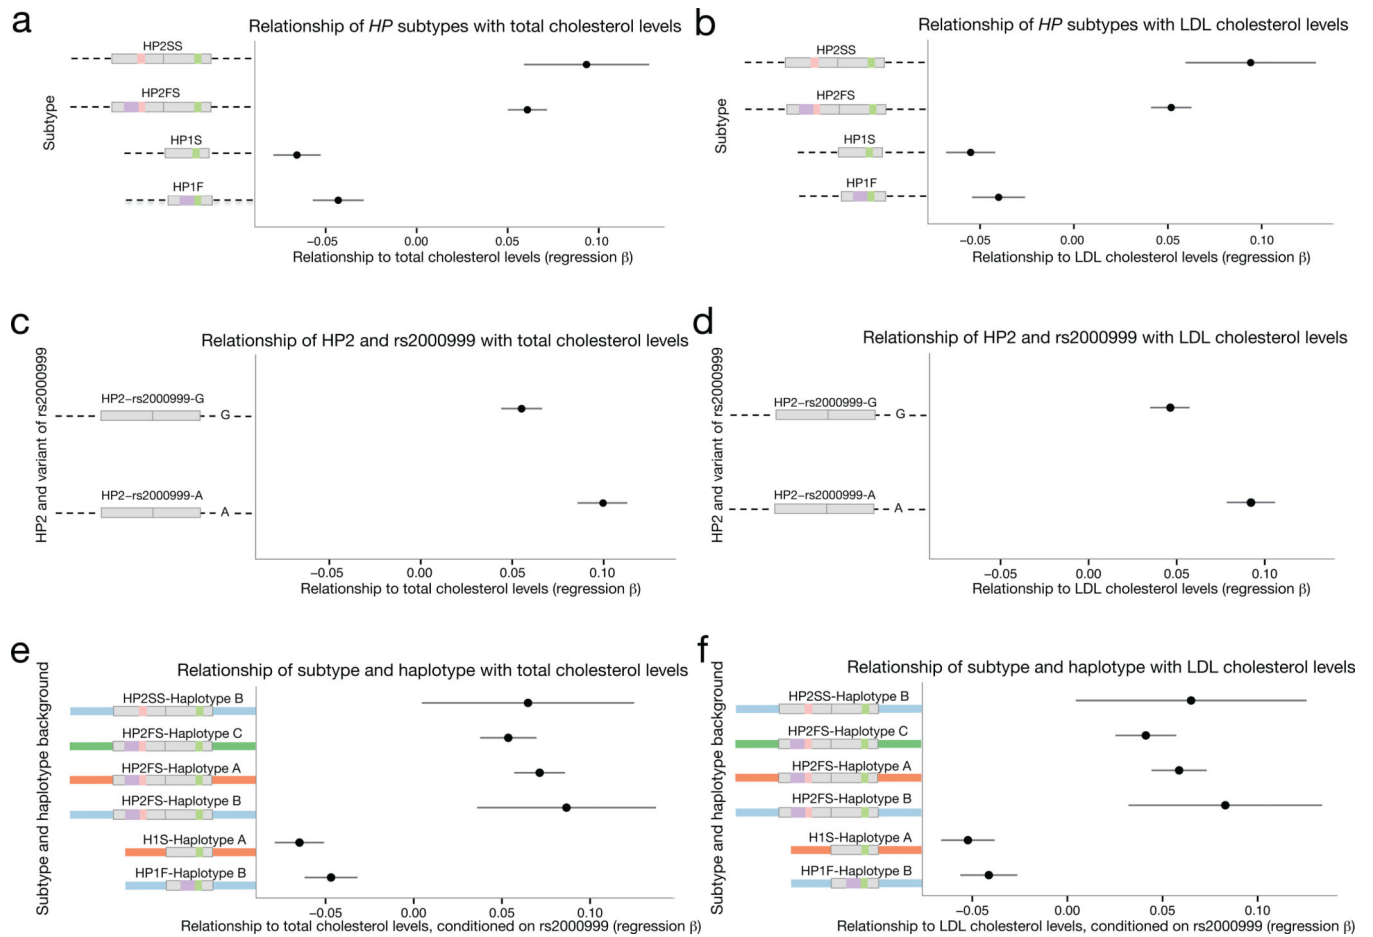 a
Relationship of HP subtypes with total cholesterol levels
Subtype
HP2SS
HP2FS
HP1S
HP1F
−0.05 0.00 0.05 0.10
Relationship to total cholesterol levels (regression β)
b
Relationship of HP subtypes with LDL cholesterol levels
Subtype
HP2SS
HP2FS
HP1S
HP1F
−0.05 0.00 0.05 0.10
Relationship to LDL cholesterol levels (regression β)
c
Relationship of HP2 and rs2000999 with total cholesterol levels
HP2 and variant of rs2000999
HP2−rs2000999-G
G
HP2−rs2000999-A
A
−0.05 0.00 0.05 0.10
Relationship to total cholesterol levels (regression β)
d
Relationship of HP2 and rs2000999 with LDL cholesterol levels
HP2 and variant of rs2000999
HP2−rs2000999-G
G
HP2−rs2000999-A
A
−0.05 0.00 0.05 0.10
Relationship to LDL cholesterol levels (regression β)
e
Relationship of subtype and haplotype with total cholesterol levels
Subtype and haplotype background
HP2SS-Haplotype B
HP2FS-Haplotype C
HP2FS-Haplotype A
HP2FS-Haplotype B
H1S-Haplotype A
HP1F-Haplotype B
−0.05 0.00 0.05 0.10
Relationship to total cholesterol levels, conditioned on rs2000999 (regression β)
f
Relationship of subtype and haplotype with LDL cholesterol levels
Subtype and haplotype background
HP2SS-Haplotype B
HP2FS-Haplotype C
HP2FS-Haplotype A
HP2FS-Haplotype B
H1S-Haplotype A
HP1F-Haplotype B
−0.05 0.00 0.05 0.10
Relationship to LDL cholesterol levels, conditioned on rs2000999 (regression β)